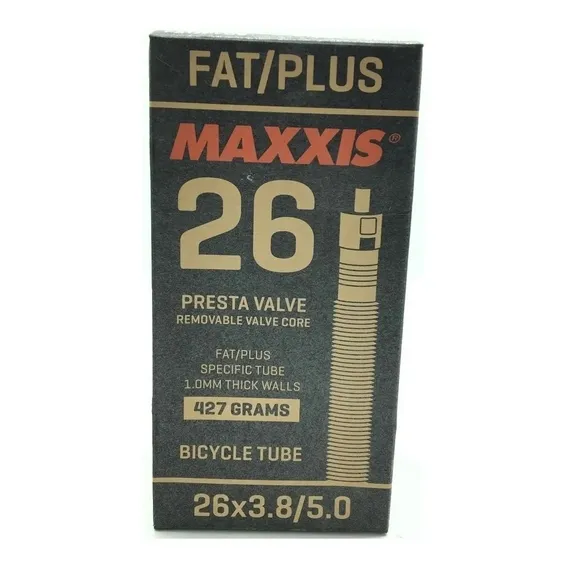 FAT/PLUS
MAXXIS®
26
PRESTA VALVE
REMOVABLE VALVE CORE
FAT/PLUS
SPECIFIC TUBE
1.0MM THICK WALLS
427 GRAMS
BICYCLE TUBE
26x3.8/5.0